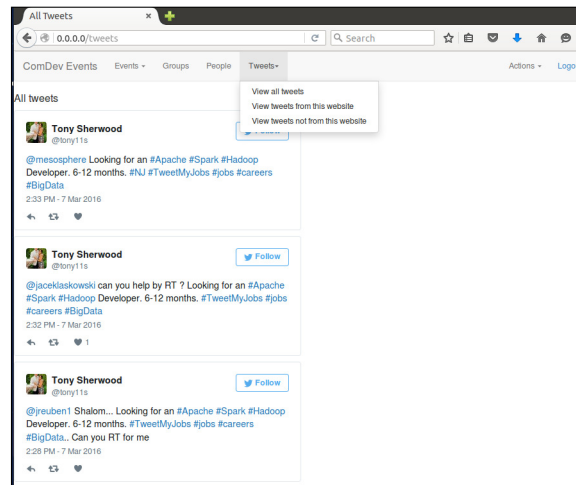 All Tweets
0.0.0.0/tweets
Search
ComDev Events Events Groups People Tweets Actions Logo
View all tweets
View tweets from this website
View tweets not from this website
All tweets
Tony Sherwood
@tony11s
Follow
@mesosphere Looking for an #Apache #Spark #Hadoop
Developer. 6-12 months. #NJ #TweetMyJobs #jobs #careers
#BigData
2:33 PM - 7 Mar 2016
Tony Sherwood
@tony11s
Follow
@jaceklaskowski can you help by RT ? Looking for an #Apache
#Spark #Hadoop Developer. 6-12 months. #TweetMyJobs #jobs
#careers #BigData
2:32 PM - 7 Mar 2016
1
Tony Sherwood
@tony11s
Follow
@jreuben1 Shalom... Looking for an #Apache #Spark #Hadoop
Developer. 6-12 months. #TweetMyJobs #jobs #careers
#BigData.. Can you RT for me
2:28 PM - 7 Mar 2016